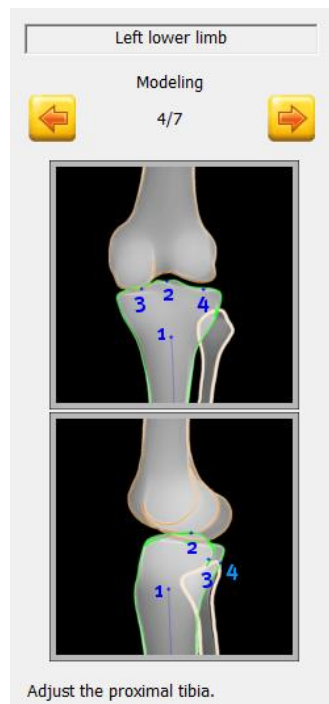 Left lower limb
Modeling
4/7
2
3 4
1
2
4
3
1
Adjust the proximal tibia.